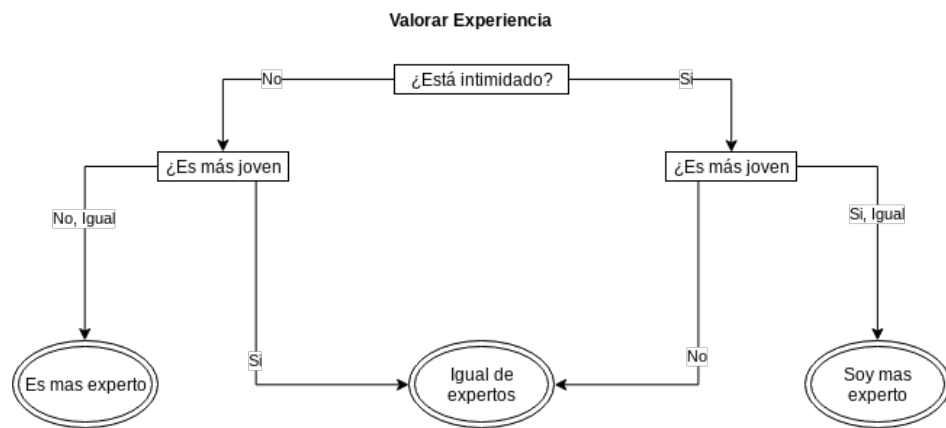 Valorar Experiencia
¿Está intimidado?
No
Si
¿Es más joven
¿Es más joven
No, Igual
Si, Igual
Si
No
Es mas experto
Igual de
expertos
Soy mas
experto